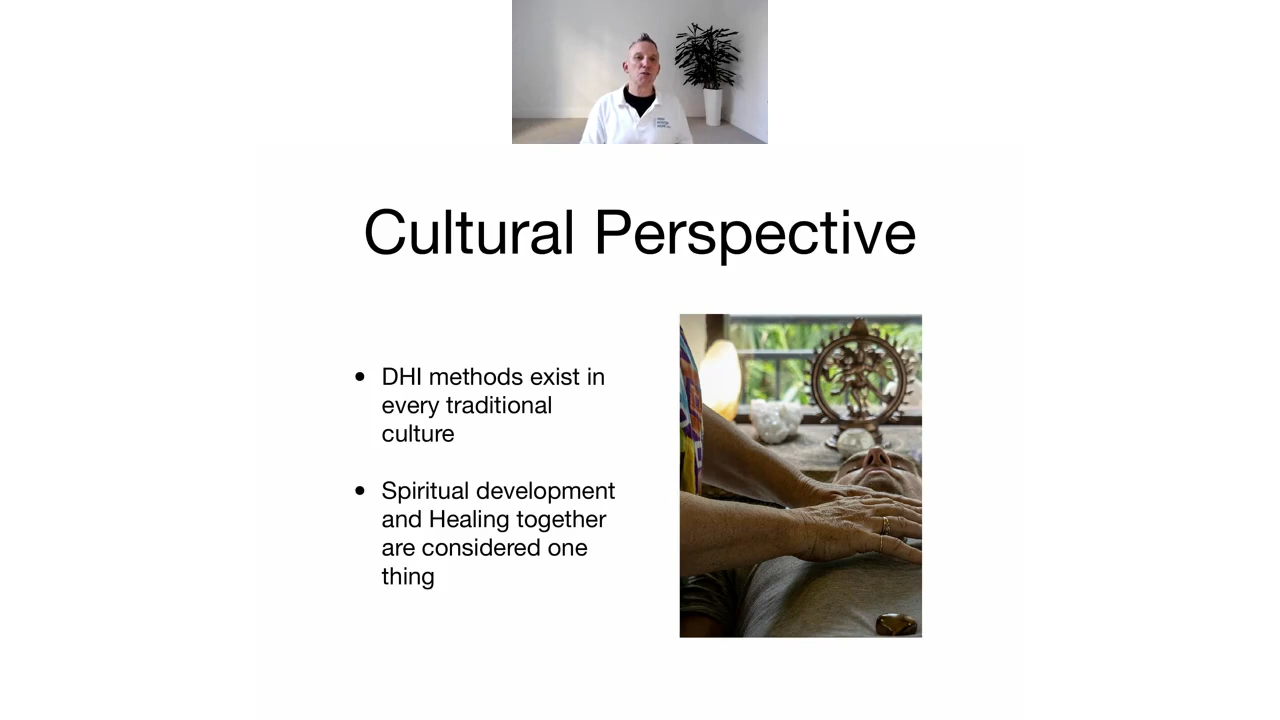 Cultural Perspective
• DHI methods exist in
every traditional
culture
• Spiritual development
and Healing together
are considered one
thing